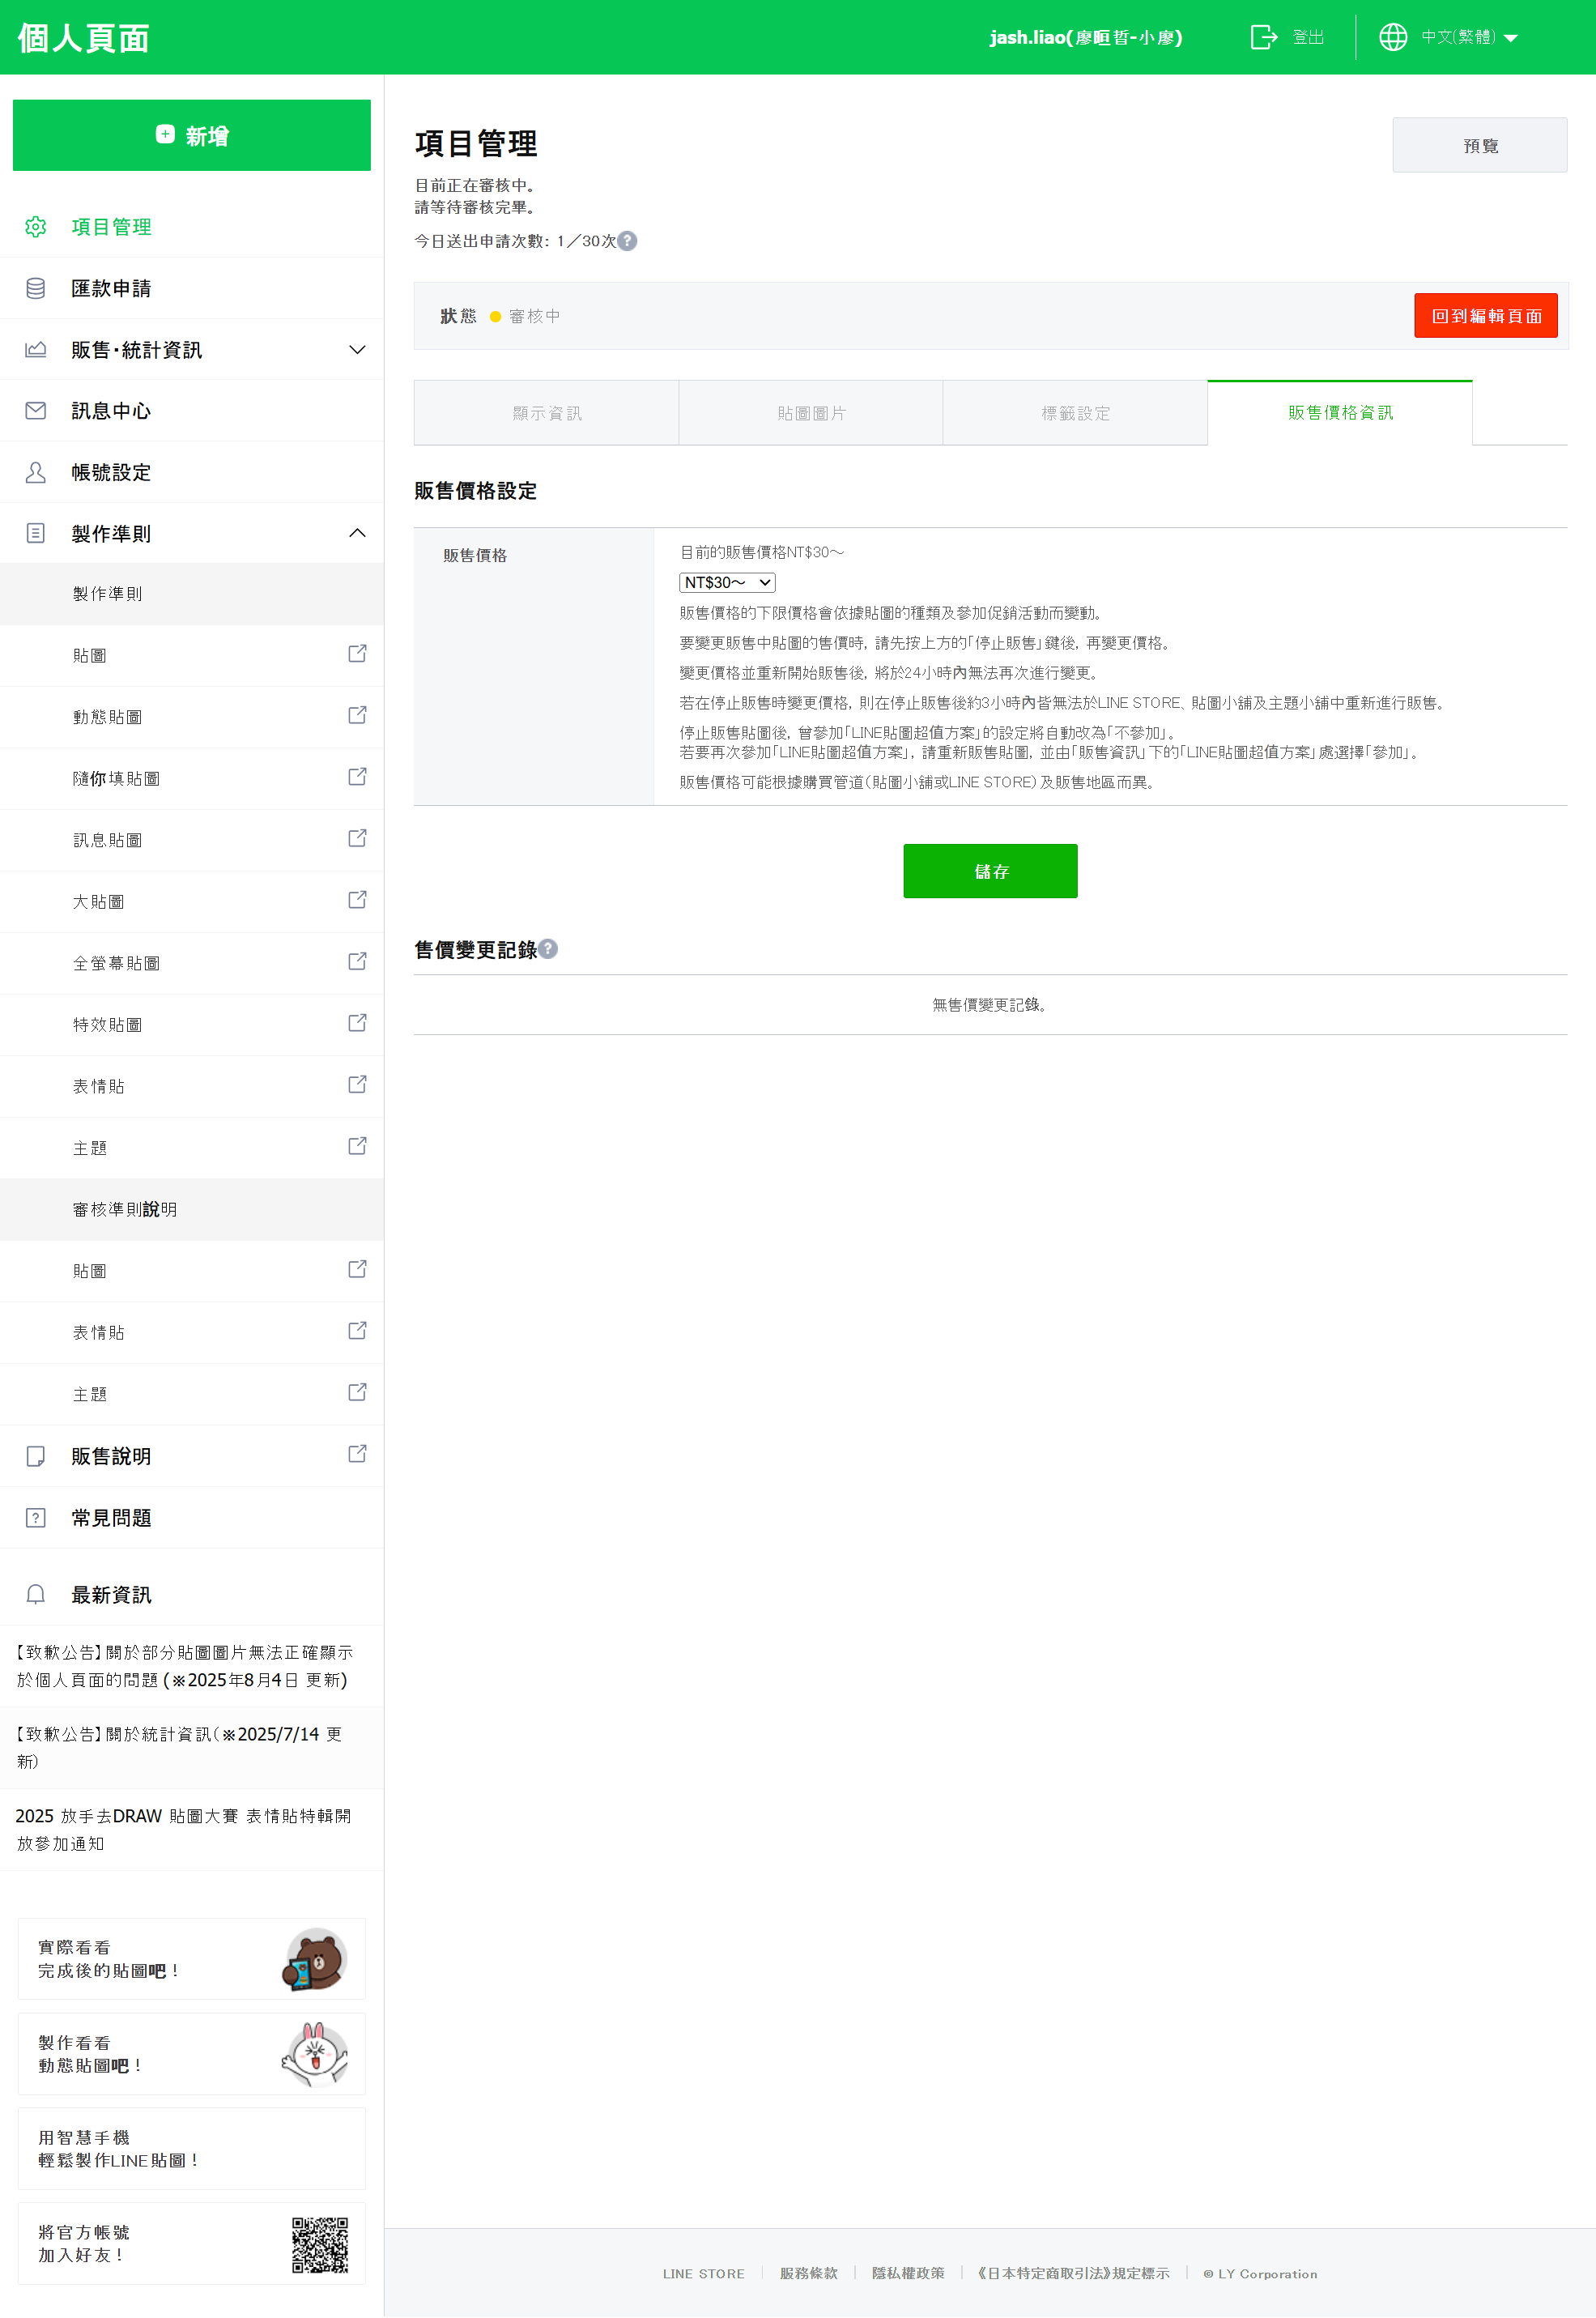 個人頁面
jash.liao(廖晅哲-小廖)
登出
中文(繁體)
新增
項目管理
匯款申請
販售・統計資訊
訊息中心
帳號設定
製作準則
製作準則
貼圖
動態貼圖
隨你填貼圖
訊息貼圖
大貼圖
全螢幕貼圖
特效貼圖
表情貼
主題
審核準則說明
貼圖
表情貼
主題
販售說明
常見問題
最新資訊
【致歉公告】關於部分貼圖圖片無法正確顯示
於個人頁面的問題 (※2025年8月4日 更新)
【致歉公告】關於統計資訊(※2025/7/14 更
新)
2025 放手去DRAW 貼圖大賽 表情貼特輯開
放參加通知
實際看看
完成後的貼圖吧！
製作看看
動態貼圖吧！
用智慧手機
輕鬆製作LINE貼圖！
將官方帳號
加入好友！
項目管理
預覽
目前正在審核中。
請等待審核完畢。
今日送出申請次數: 1／30次?
狀態 審核中
回到編輯頁面
顯示資訊
貼圖圖片
標籤設定
販售價格資訊
販售價格設定
販售價格
目前的販售價格NT$30～
NT$30～
販售價格的下限價格會依據貼圖的種類及參加促銷活動而變動。
要變更販售中貼圖的售價時，請先按上方的「停止販售」鍵後，再變更價格。
變更價格並重新開始販售後，將於24小時內無法再次進行變更。
若在停止販售時變更價格，則在停止販售後約3小時內皆無法於LINE STORE、貼圖小舖及主題小舖中重新進行販售。
停止販售貼圖後，曾參加「LINE貼圖超值方案」的設定將自動改為「不參加」。
若要再次參加「LINE貼圖超值方案」，請重新販售貼圖，並由「販售資訊」下的「LINE貼圖超值方案」處選擇「參加」。
販售價格可能根據購買管道（貼圖小舖或LINE STORE）及販售地區而異。
儲存
售價變更記錄?
無售價變更記錄。
LINE STORE
服務條款
隱私權政策
《日本特定商取引法》規定標示
© LY Corporation